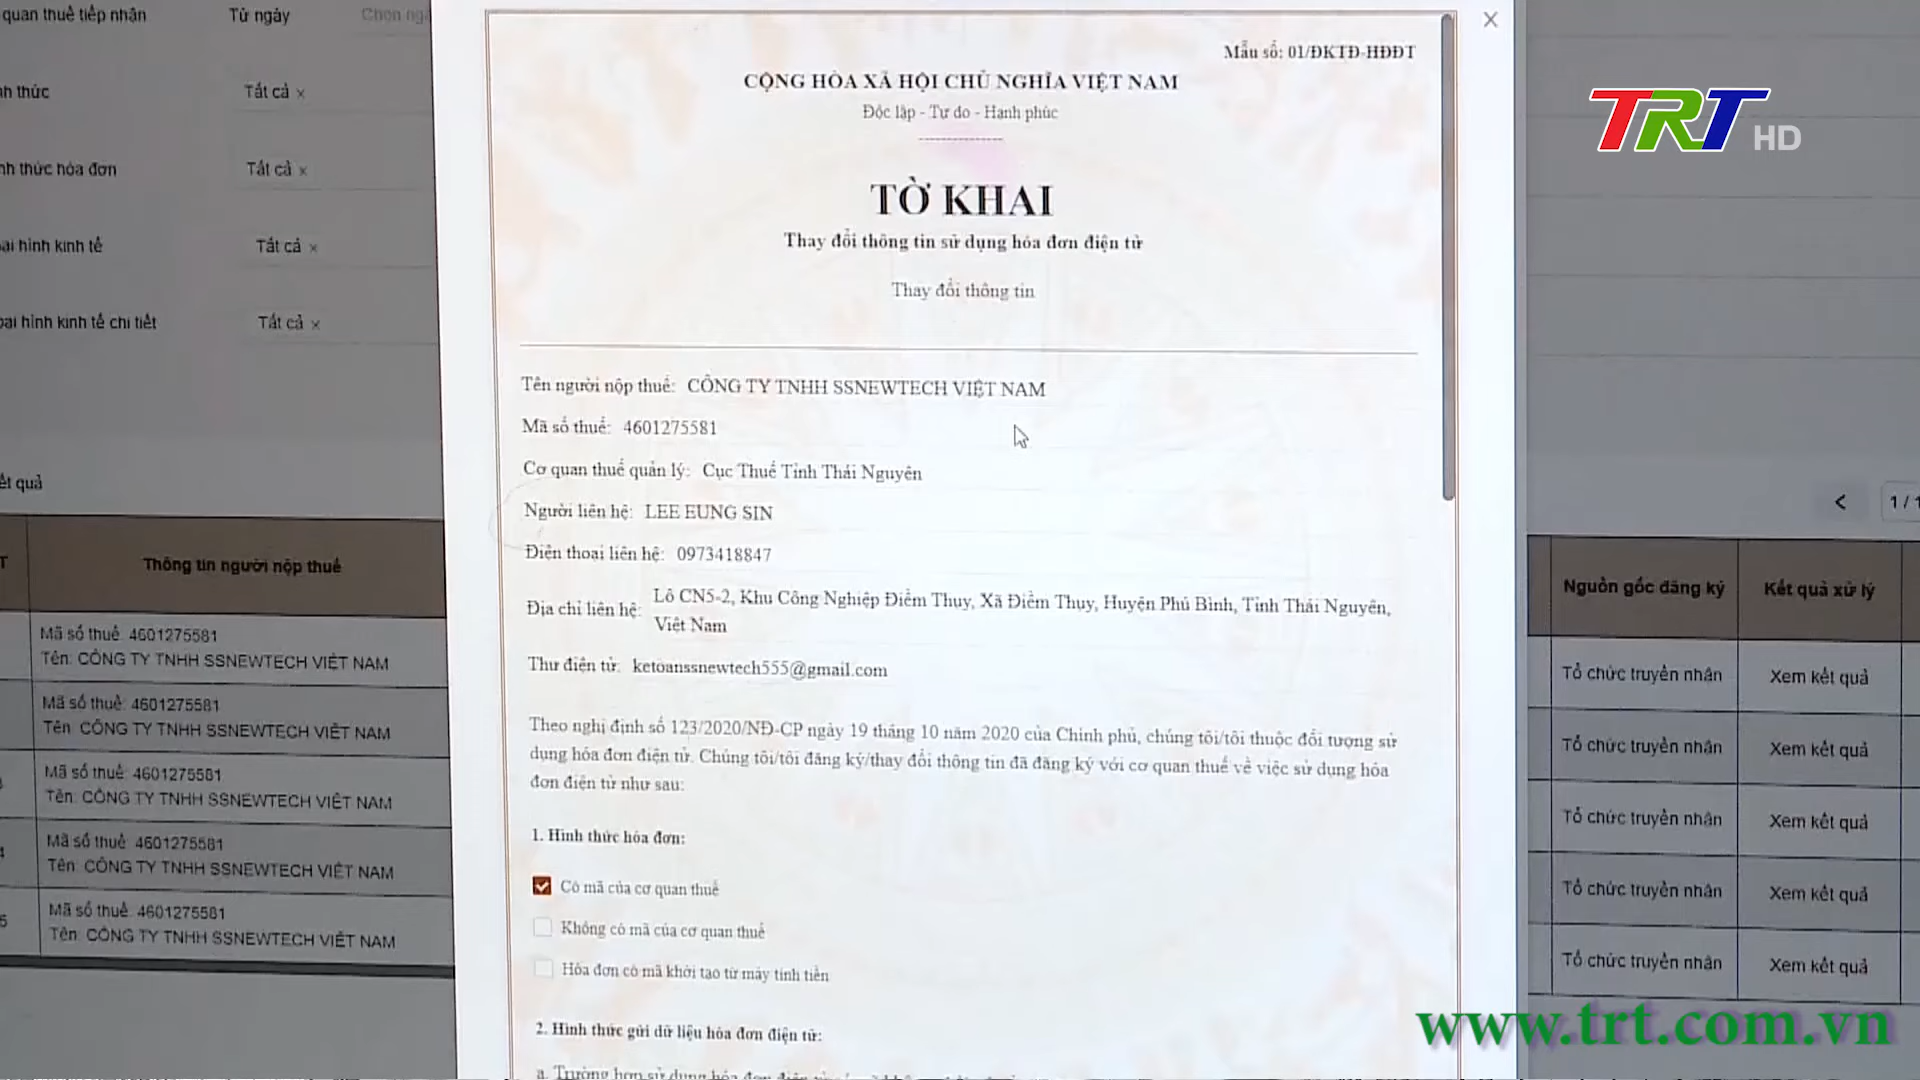 quan thuế tiếp nhận
Từ ngày
Mẫu số: 01/ĐKTĐ-HĐĐT
CỘNG HÒA XÃ HỘI CHỦ NGHĨA VIỆT NAM
Độc lập - Tự do - Hạnh phúc
TRT HD
thức
Tất cả ×
TỜ KHAI
Thay đổi thông tin sử dụng hóa đơn điện tử
Thay đổi thông tin
thức hóa đơn
Tất cả ×
hình kinh tế
Tất cả ×
hình kinh tế chi tiết
Tất cả ×
Tên người nộp thuế: CÔNG TY TNHH SSNEWTECH VIỆT NAM
Mã số thuế: 4601275581
Cơ quan thuế quản lý: Cục Thuế Tỉnh Thái Nguyên
Người liên hệ: LEE EUNG SIN
Điện thoại liên hệ: 0973418847
Địa chỉ liên hệ: Lô CN5-2, Khu Công Nghiệp Điềm Thụy, Xã Điềm Thụy, Huyện Phú Bình, Tỉnh Thái Nguyên,
Việt Nam
Thư điện tử: ketoanssnewtech555@gmail.com
Theo nghị định số 123/2020/NĐ-CP ngày 19 tháng 10 năm 2020 của Chính phủ, chúng tôi/tôi thuộc đối tượng sử
dụng hóa đơn điện tử. Chúng tôi/tôi đăng ký/thay đổi thông tin đã đăng ký với cơ quan thuế về việc sử dụng hóa
đơn điện tử như sau:
1. Hình thức hóa đơn:
Có mã của cơ quan thuế
Không có mã của cơ quan thuế
Hóa đơn có mã khởi tạo từ máy tính tiền
2. Hình thức gửi dữ liệu hóa đơn điện tử:
quả
Thông tin người nộp thuế
Mã số thuế: 4601275581
Tên: CÔNG TY TNHH SSNEWTECH VIỆT NAM
Mã số thuế: 4601275581
Tên: CÔNG TY TNHH SSNEWTECH VIỆT NAM
Mã số thuế: 4601275581
Tên: CÔNG TY TNHH SSNEWTECH VIỆT NAM
4
Mã số thuế: 4601275581
Tên: CÔNG TY TNHH SSNEWTECH VIỆT NAM
5
Mã số thuế: 4601275581
Tên: CÔNG TY TNHH SSNEWTECH VIỆT NAM
1 / 1
Nguồn gốc đăng ký
Kết quả xử lý
Tổ chức truyền nhận
Xem kết quả
Tổ chức truyền nhận
Xem kết quả
Tổ chức truyền nhận
Xem kết quả
Tổ chức truyền nhận
Xem kết quả
Tổ chức truyền nhận
Xem kết quả
www.trt.com.vn